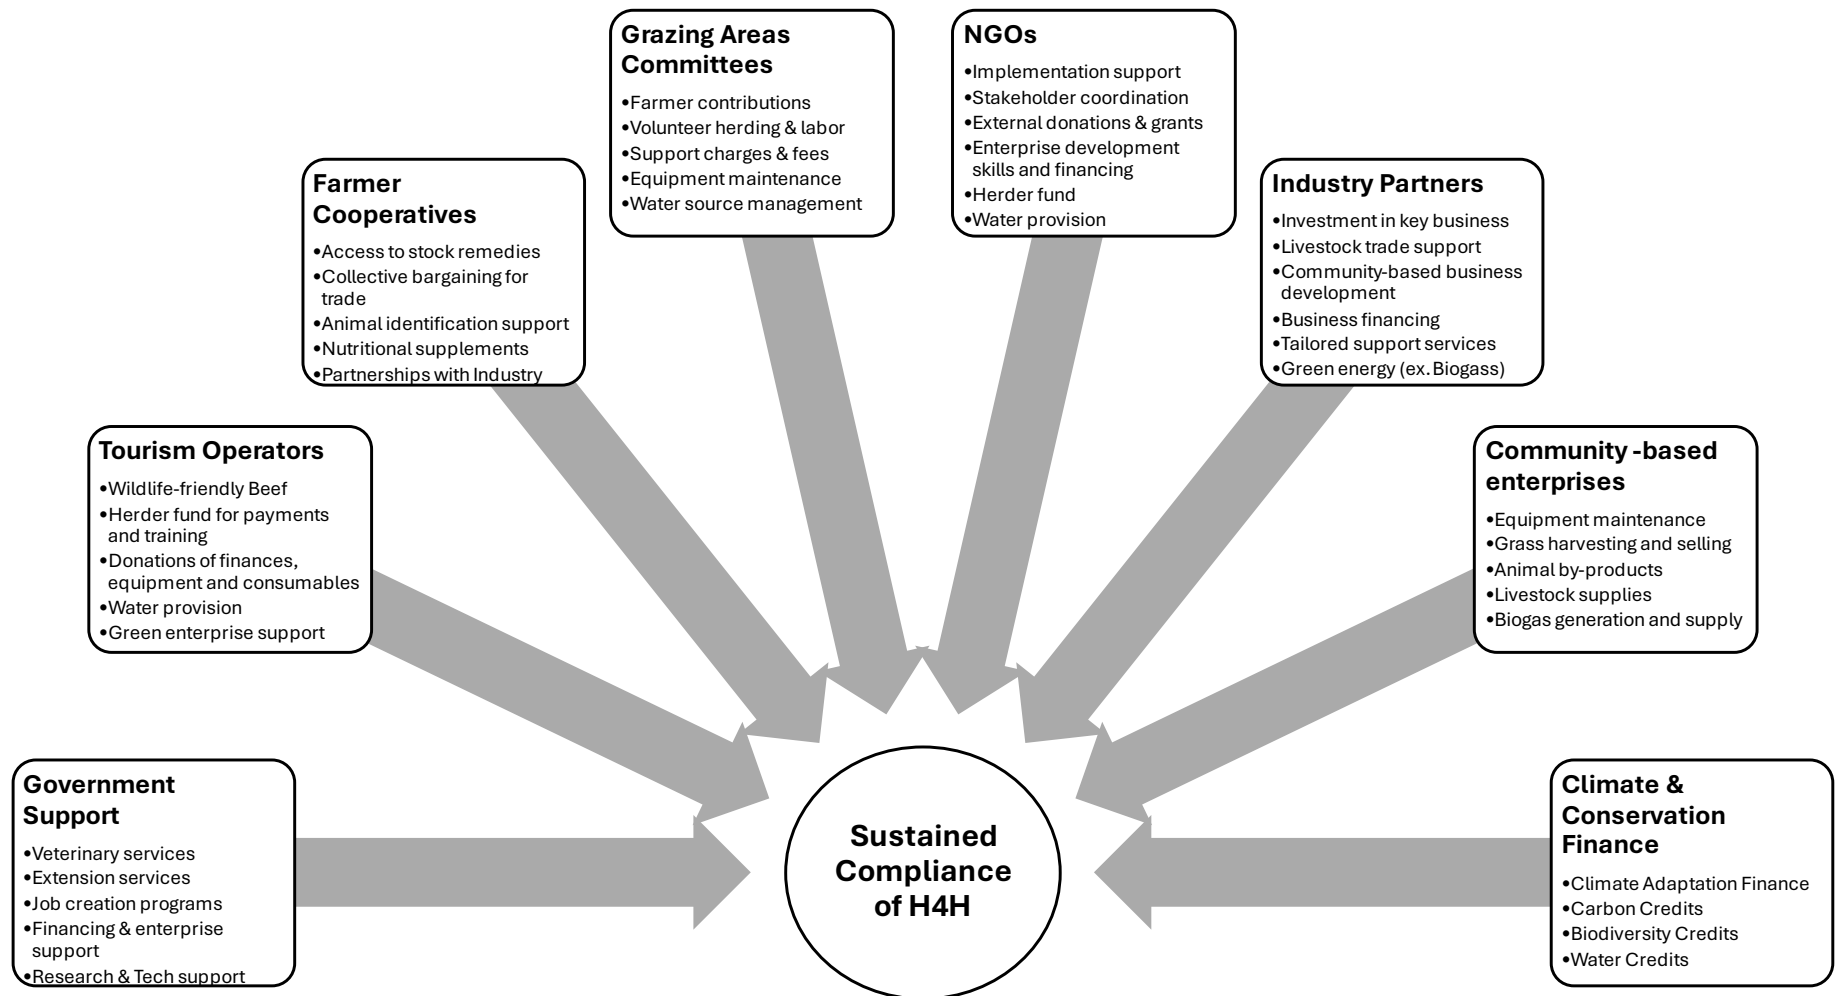 Grazing Areas
Committees
•Farmer contributions
•Volunteer herding & labor
•Support charges & fees
•Equipment maintenance
•Water source management
NGOs
•Implementation support
•Stakeholder coordination
•External donations & grants
•Enterprise development
skills and financing
•Herder fund
•Water provision
Farmer
Cooperatives
•Access to stock remedies
•Collective bargaining for
trade
•Animal identification support
•Nutritional supplements
•Partnerships with Industry
Industry Partners
•Investment in key business
•Livestock trade support
•Community-based business
development
•Business financing
•Tailored support services
•Green energy (ex. Biogass)
Tourism Operators
•Wildlife-friendly Beef
•Herder fund for payments
and training
•Donations of finances,
equipment and consumables
•Water provision
•Green enterprise support
Community -based
enterprises
•Equipment maintenance
•Grass harvesting and selling
•Animal by-products
•Livestock supplies
•Biogas generation and supply
Government
Support
•Veterinary services
•Extension services
•Job creation programs
•Financing & enterprise
support
•Research & Tech support
Sustained
Compliance
of H4H
Climate &
Conservation
Finance
•Climate Adaptation Finance
•Carbon Credits
•Biodiversity Credits
•Water Credits